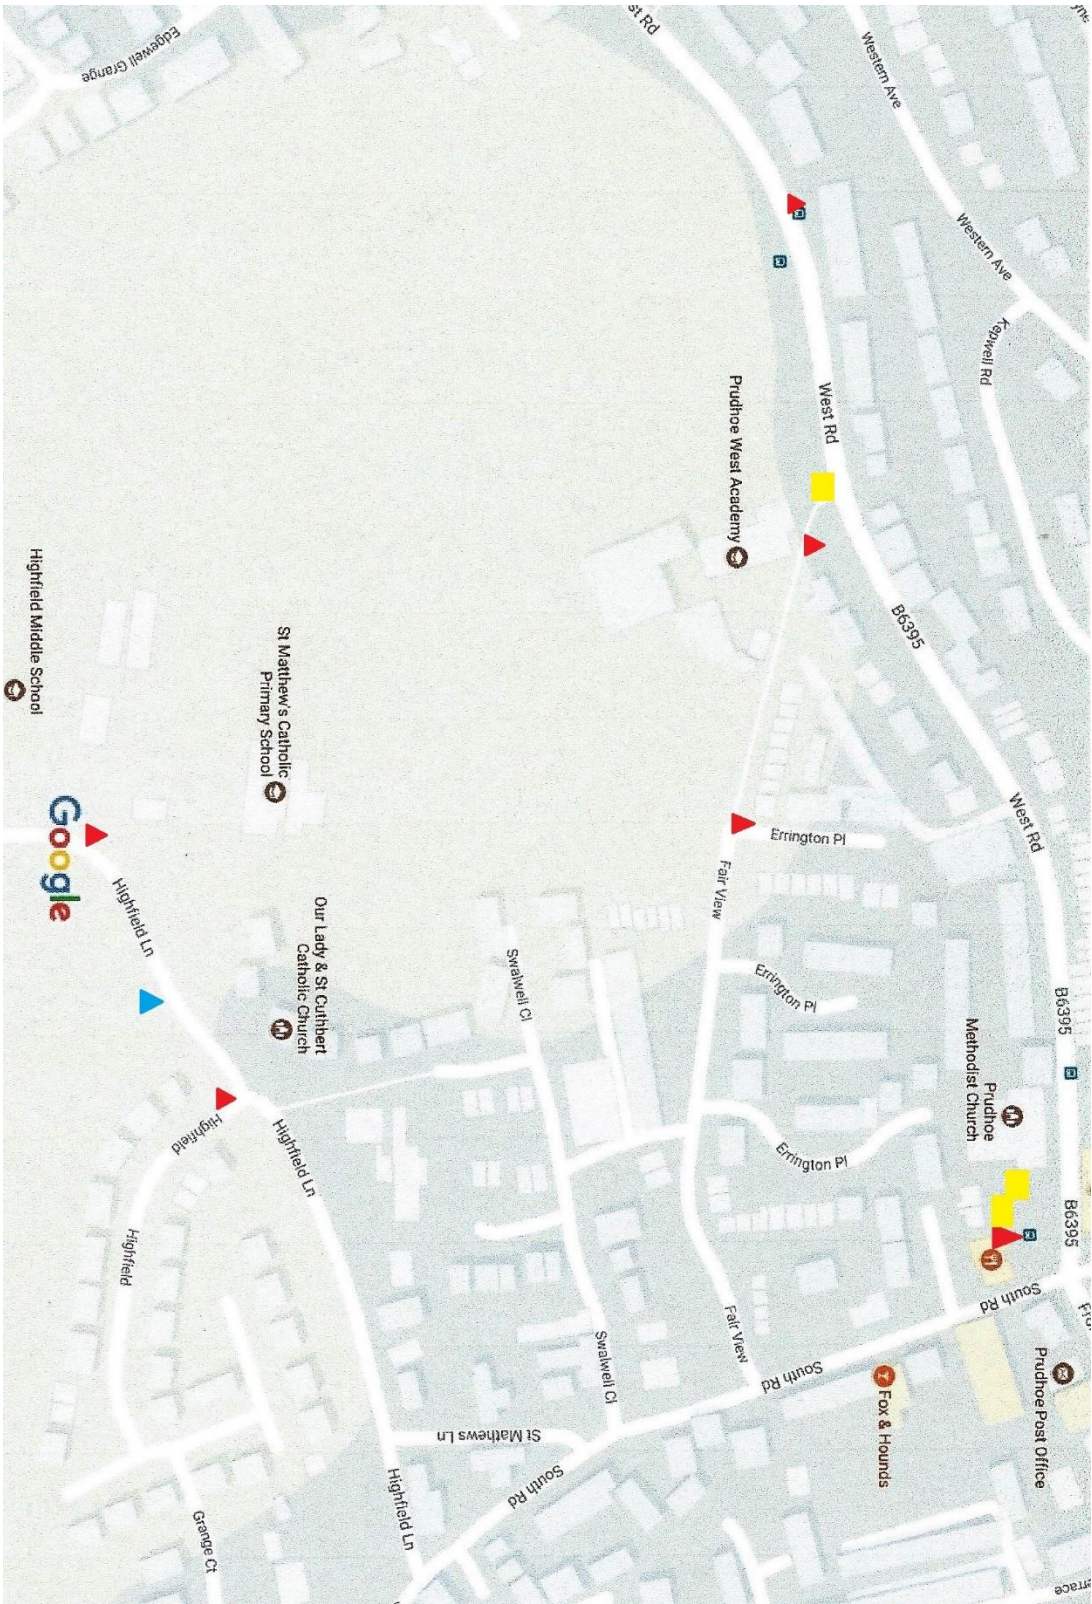 Edgewell Grange
st Rd
Western Ave
Western Ave
Kepwell Rd
West Rd
Prudhoe West Academy
B6395
West Rd
B6395
B6395
Highfield Middle School
St Matthew's Catholic
Primary School
Google
Highfield Ln
Our Lady & St Cuthbert
Catholic Church
Swalwell Cl
Fair View
Errington Pl
Errington Pl
Errington Pl
Prudhoe
Methodist Church
Highfield
Highfield Ln
Highfield
Swalwell Cl
Fair View
South Rd
South Rd
Fox & Hounds
Prudhoe Post Office
St Mathews Ln
South Rd
Highfield Ln
Grange Ct
errace